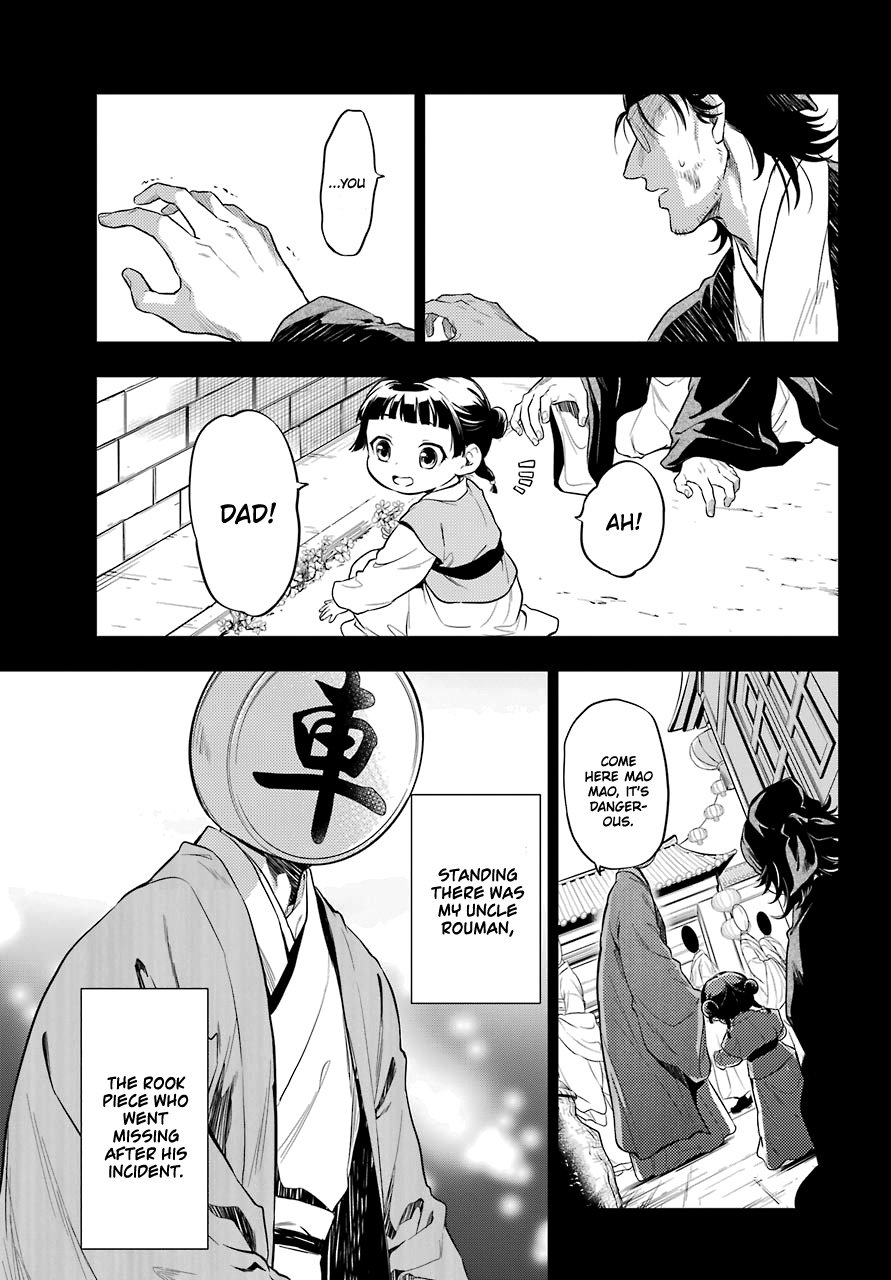 ...YOU
AH!
DAD!
COME
HERE MAO
MAO, IT'S
DANGER-
OUS.
STANDING
THERE WAS
MY UNCLE
ROUMAN,
車
THE ROOK
PIECE WHO
WENT
MISSING
AFTER HIS
INCIDENT.